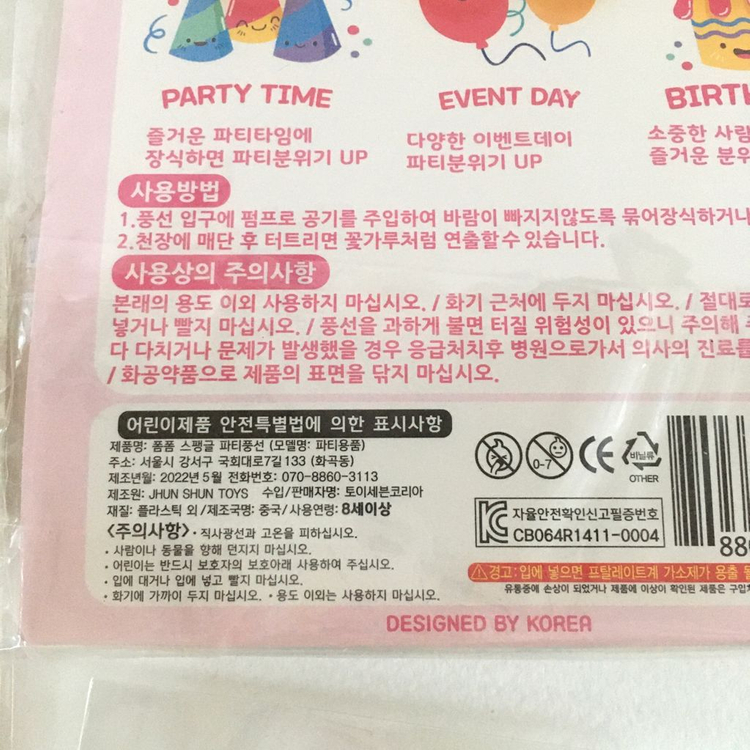 PARTY TIME
즐거운 파티타임에
장식하면 파티분위기 UP
EVENT DAY
다양한 이벤트데이
파티분위기 UP
BIRTH
소중한 사람
즐거운 분위
사용방법
1.풍선 입구에 펌프로 공기를 주입하여 바람이 빠지지않도록 묶어장식하거나
2.천장에 매단 후 터트리면 꽃가루처럼 연출할수 있습니다.
사용상의 주의사항
본래의 용도 이외 사용하지 마십시오. / 화기 근처에 두지 마십시오. / 절대로
넣거나 빨지 마십시오. / 풍선을 과하게 불면 터질 위험성이 있으니 주의해
다 다치거나 문제가 발생했을 경우 응급처치후 병원으로가서 의사의 진료를
/ 화공약품으로 제품의 표면을 닦지 마십시오.
어린이제품 안전특별법에 의한 표시사항
제품명: 폼폼 스팽글 파티풍선 (모델명: 파티용품)
주소: 서울시 강서구 국회대로7길 133 (화곡동)
제조년월: 2022년 5월 전화번호: 070-8860-3113
제조원: JHUN SHUN TOYS 수입/판매자명: 토이세븐코리아
재질: 플라스틱 외 /제조국명: 중국/ 사용연령: 8세이상
<주의사항> · 직사광선과 고온을 피하십시오.
· 사람이나 동물을 향해 던지지 마십시오.
· 어린이는 반드시 보호자의 보호아래 사용하여 주십시오.
· 입에 대거나 입에 넣고 빨지 마십시오.
· 화기에 가까이 두지 마십시오. · 용도 이외는 사용하지 마십시오.
0-7
CE
비닐류
OTHER
KC 자율안전확인신고필증번호
CB064R1411-0004
880
경고: 입에 넣으면 프탈레이트계 가소제가 용출 될
유통중에 손상이 되었거나 제품에 이상이 확인된 제품은 구입처
DESIGNED BY KOREA